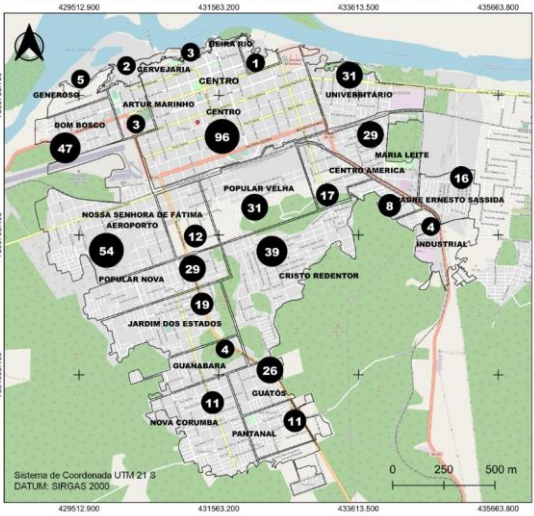 429512.900 431563.200 433613.500 435663.800
BEIRA RIO
3
2
CERVEJARIA
1
5
CENTRO
31
GENEROSO
UNIVERSITÁRIO
ARTUR MARINHO
CENTRO
DOM BOSCO
3
96
29
47
MARIA LEITE
CENTRO AMERICA
16
POPULAR VELHA
17
ADRE ERNESTO SASSIDA
NOSSA SENHORA DE FÁTIMA
31
8
AEROPORTO
4
12
INDUSTRIAL
54
39
29
POPULAR NOVA
CRISTO REDENTOR
19
JARDIM DOS ESTADOS
4
GUANABARA
26
GUATÓS
11
NOVA CORUMBA
11
PANTANAL
Sistema de Coordenada UTM 21 S
DATUM: SIRGAS 2000
0 250 500 m
429512.900 431563.200 433613.500 435663.800